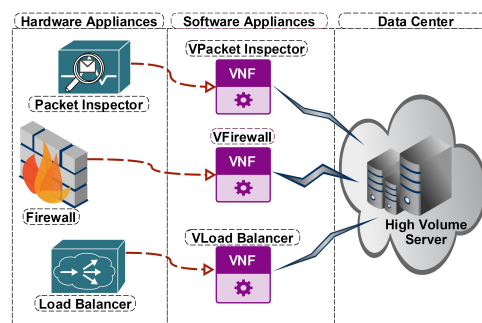 Hardware Appliances
Software Appliances
Data Center
VPacket Inspector
VNF
Packet Inspector
VFirewall
VNF
Firewall
High Volume
Server
VLoad Balancer
VNF
Load Balancer